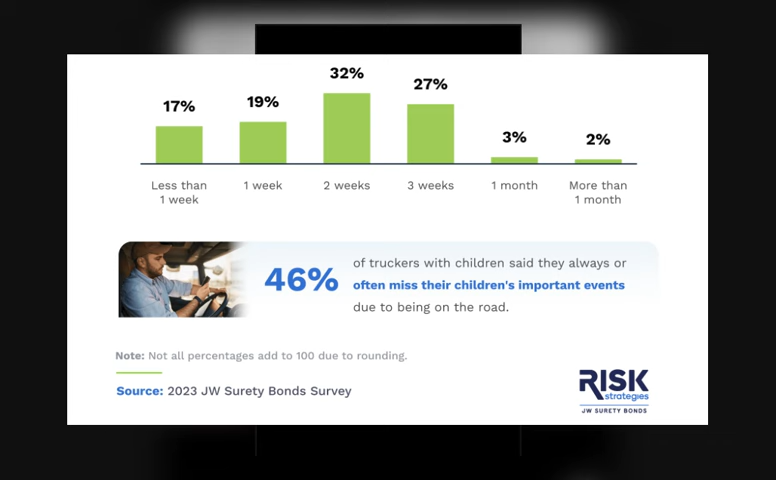 17%
19%
32%
27%
3%
2%
Less than
1 week
1 week
2 weeks
3 weeks
1 month
More than
1 month
46%
of truckers with children said they always or
often miss their children's important events
due to being on the road.
Note: Not all percentages add to 100 due to rounding.
Source: 2023 JW Surety Bonds Survey
RISK
strategies
JW SURETY BONDS